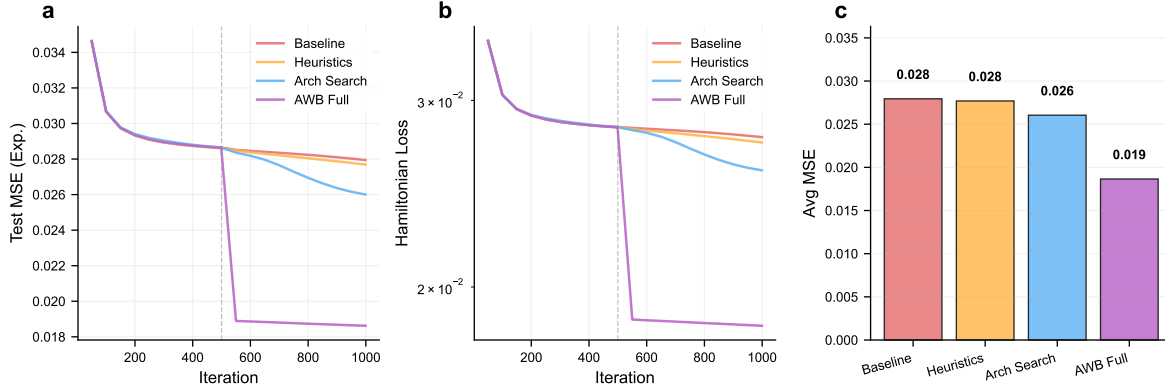 a
Test MSE (Exp.)
0.034
0.032
0.030
0.028
0.026
0.024
0.022
0.020
0.018
200
400
600
800
1000
Iteration
Baseline
Heuristics
Arch Search
AWB Full
b
Hamiltonian Loss
3 × 10⁻²
2 × 10⁻²
200
400
600
800
1000
Iteration
Baseline
Heuristics
Arch Search
AWB Full
c
Avg MSE
0.035
0.030
0.025
0.020
0.015
0.010
0.005
0.000
0.028
0.028
0.026
0.019
Baseline
Heuristics
Arch Search
AWB Full